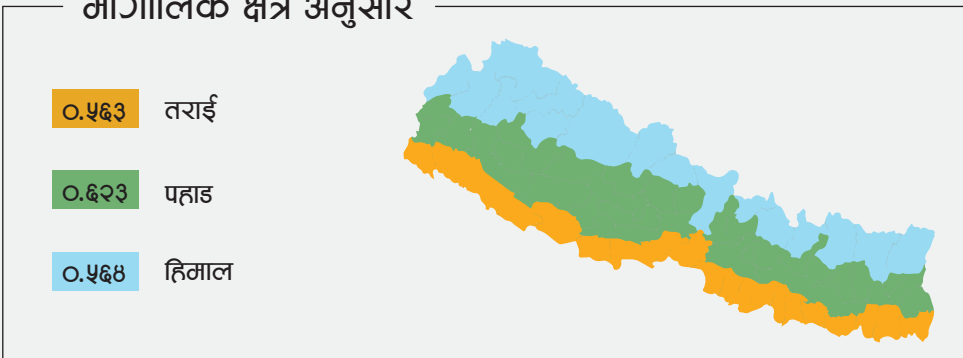 भौगोलिक क्षेत्र अनुसार
०.५६३ तराई
०.६२३ पहाड
०.५६४ हिमाल